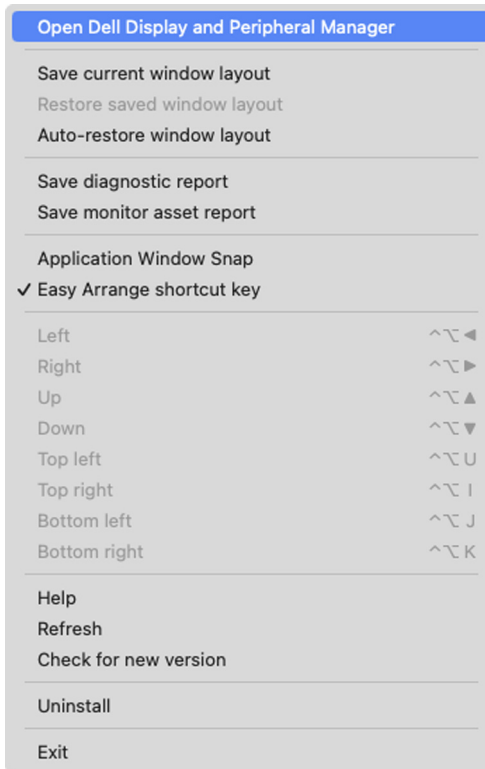 Open Dell Display and Peripheral Manager
Save current window layout
Restore saved window layout
Auto-restore window layout
Save diagnostic report
Save monitor asset report
Application Window Snap
✓ Easy Arrange shortcut key
Left ^⌥◀
Right ^⌥▶
Up ^⌥▲
Down ^⌥▼
Top left ^⌥U
Top right ^⌥I
Bottom left ^⌥J
Bottom right ^⌥K
Help
Refresh
Check for new version
Uninstall
Exit